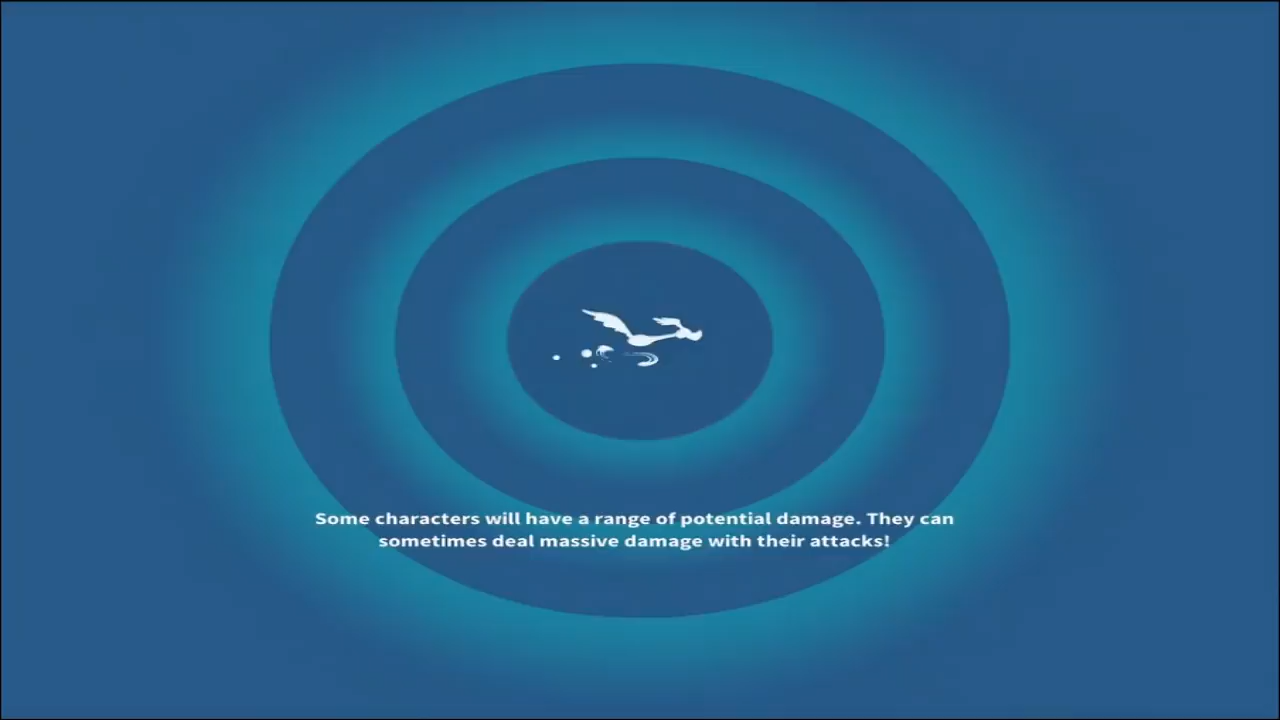 Some characters will have a range of potential damage. They can
sometimes deal massive damage with their attacks!